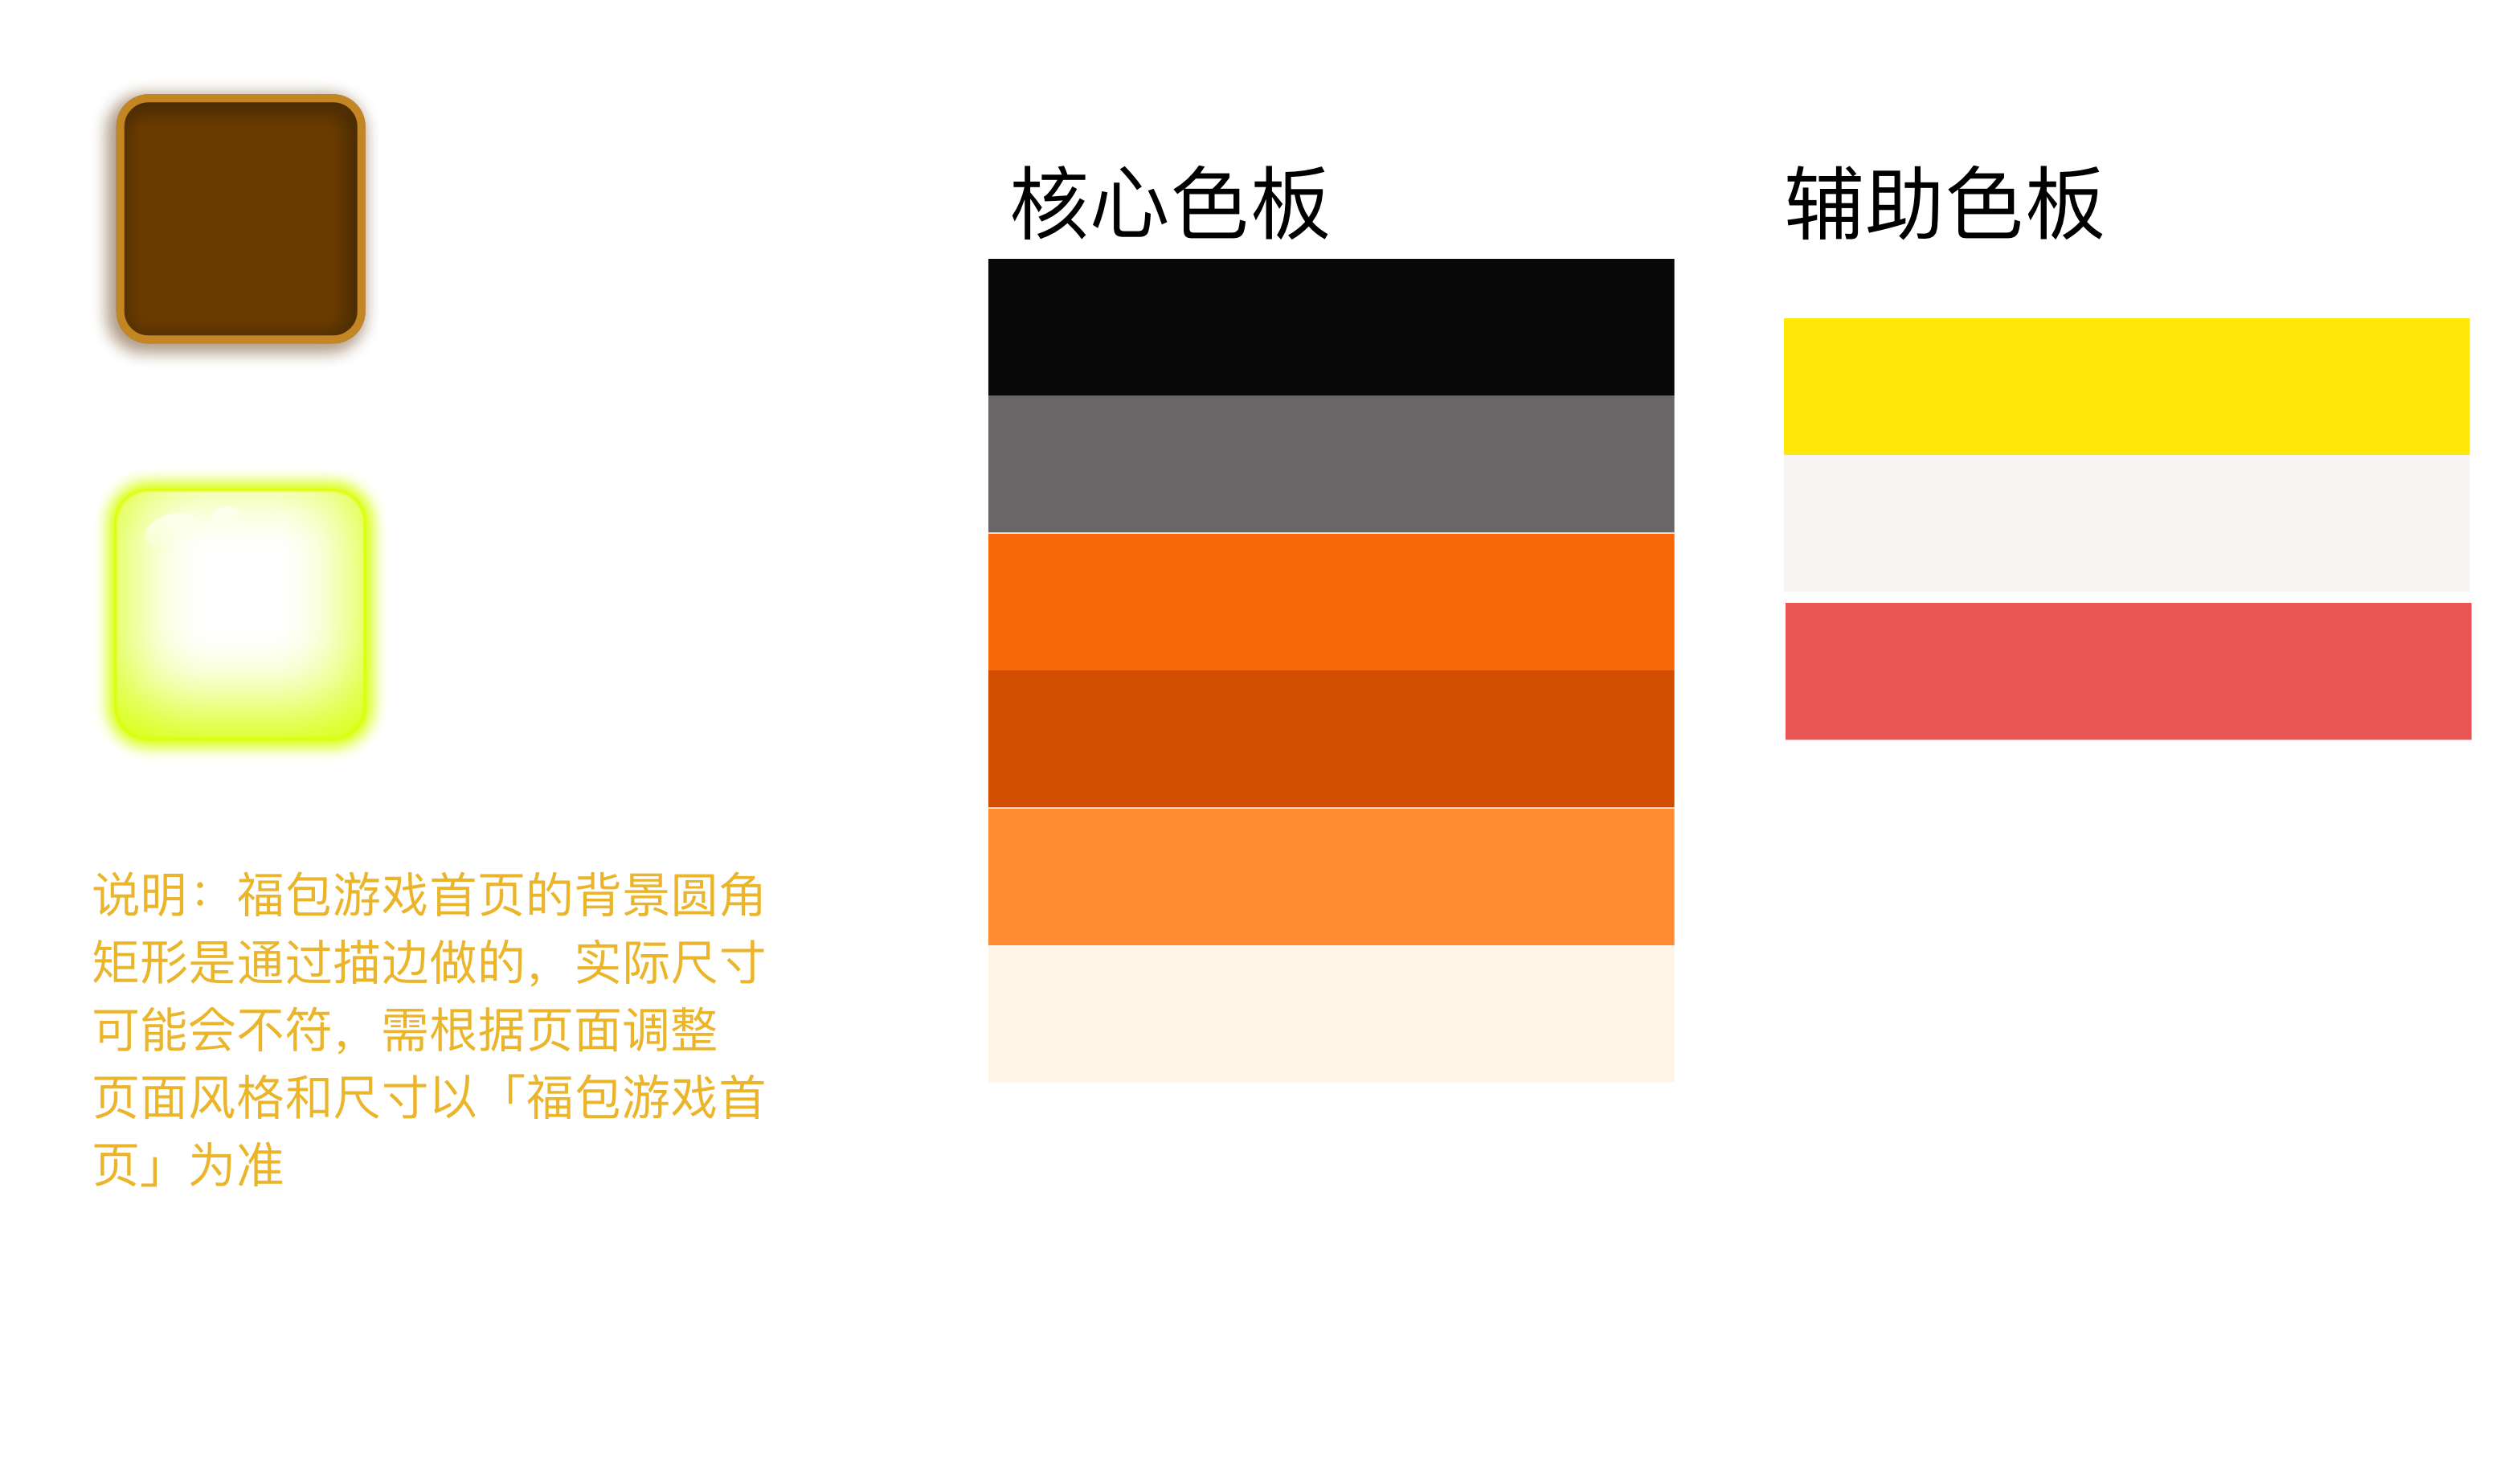 核心色板
辅助色板
说明：福包游戏首页的背景圆角
矩形是通过描边做的，实际尺寸
可能会不符，需根据页面调整
页面风格和尺寸以「福包游戏首
页」为准